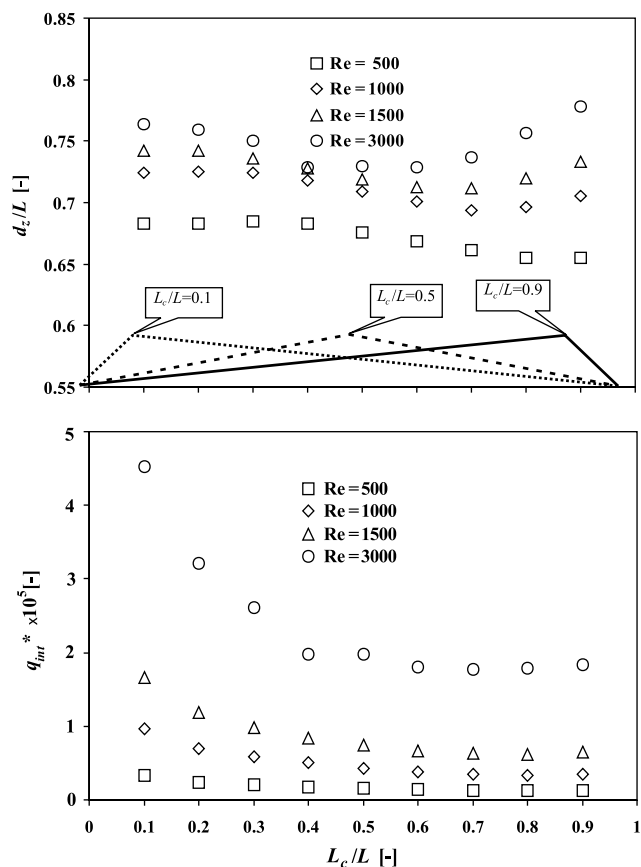 0.85
0.8
0.75
0.7
0.65
0.6
0.55
d_z/L [-]
Re = 500
Re = 1000
Re = 1500
Re = 3000
L_c/L=0.1
L_c/L=0.5
L_c/L=0.9
5
4
3
2
1
0
q_int* x10^5 [-]
Re = 500
Re = 1000
Re = 1500
Re = 3000
0 0.1 0.2 0.3 0.4 0.5 0.6 0.7 0.8 0.9 1
L_c/L [-]